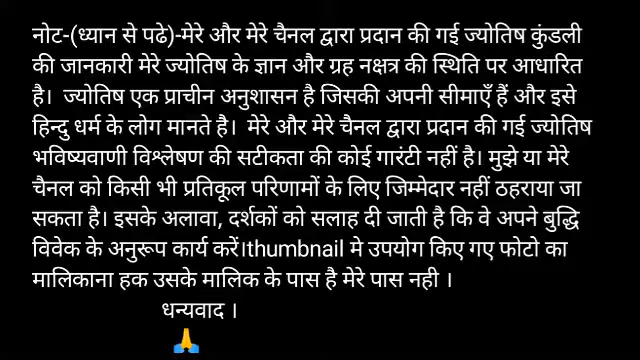 नोट-(ध्यान से पढे)-मेरे और मेरे चैनल द्वारा प्रदान की गई ज्योतिष कुंडली
की जानकारी मेरे ज्योतिष के ज्ञान और ग्रह नक्षत्र की स्थिति पर आधारित
है।  ज्योतिष एक प्राचीन अनुशासन है जिसकी अपनी सीमाएँ हैं और इसे
हिन्दु धर्म के लोग मानते है।  मेरे और मेरे चैनल द्वारा प्रदान की गई ज्योतिष
भविष्यवाणी विश्लेषण की सटीकता की कोई गारंटी नहीं है। मुझे या मेरे
चैनल को किसी भी प्रतिकूल परिणामों के लिए जिम्मेदार नहीं ठहराया जा
सकता है। इसके अलावा, दर्शकों को सलाह दी जाती है कि वे अपने बुद्धि
विवेक के अनुरूप कार्य करें।thumbnail मे उपयोग किए गए फोटो का
मालिकाना हक उसके मालिक के पास है मेरे पास नही ।
धन्यवाद ।
🙏